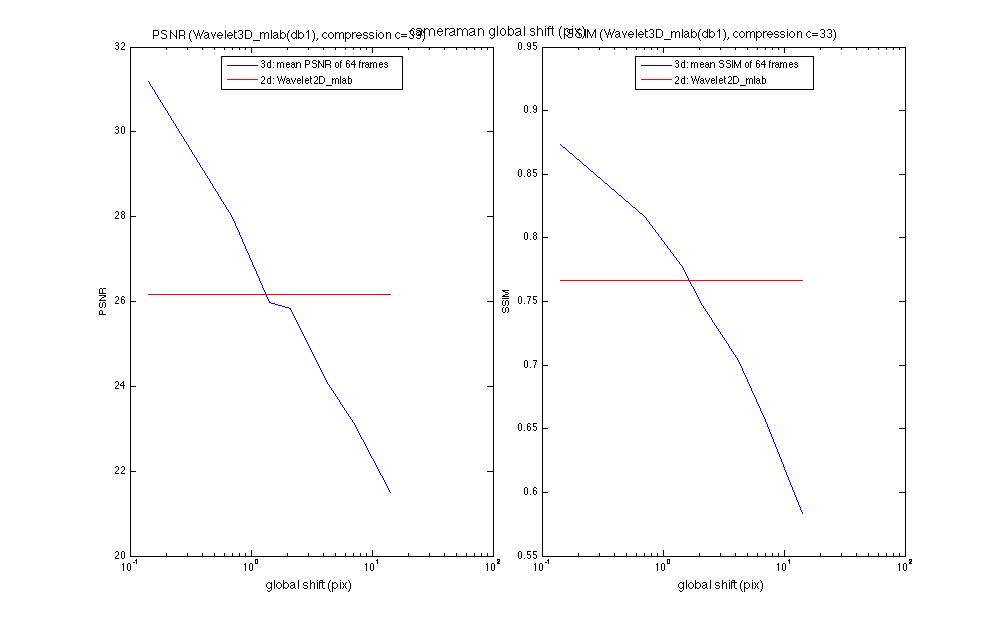 cameraman global shift (pix)
PSNR (Wavelet3D_mlab(db1), compression c=33)
32
30
28
26
24
22
20
PSNR
3d: mean PSNR of 64 frames
2d: Wavelet2D_mlab
10-1
100
101
102
global shift (pix)
SSIM (Wavelet3D_mlab(db1), compression c=33)
0.95
0.9
0.85
0.8
0.75
0.7
0.65
0.6
0.55
SSIM
3d: mean SSIM of 64 frames
2d: Wavelet2D_mlab
10-1
100
101
102
global shift (pix)